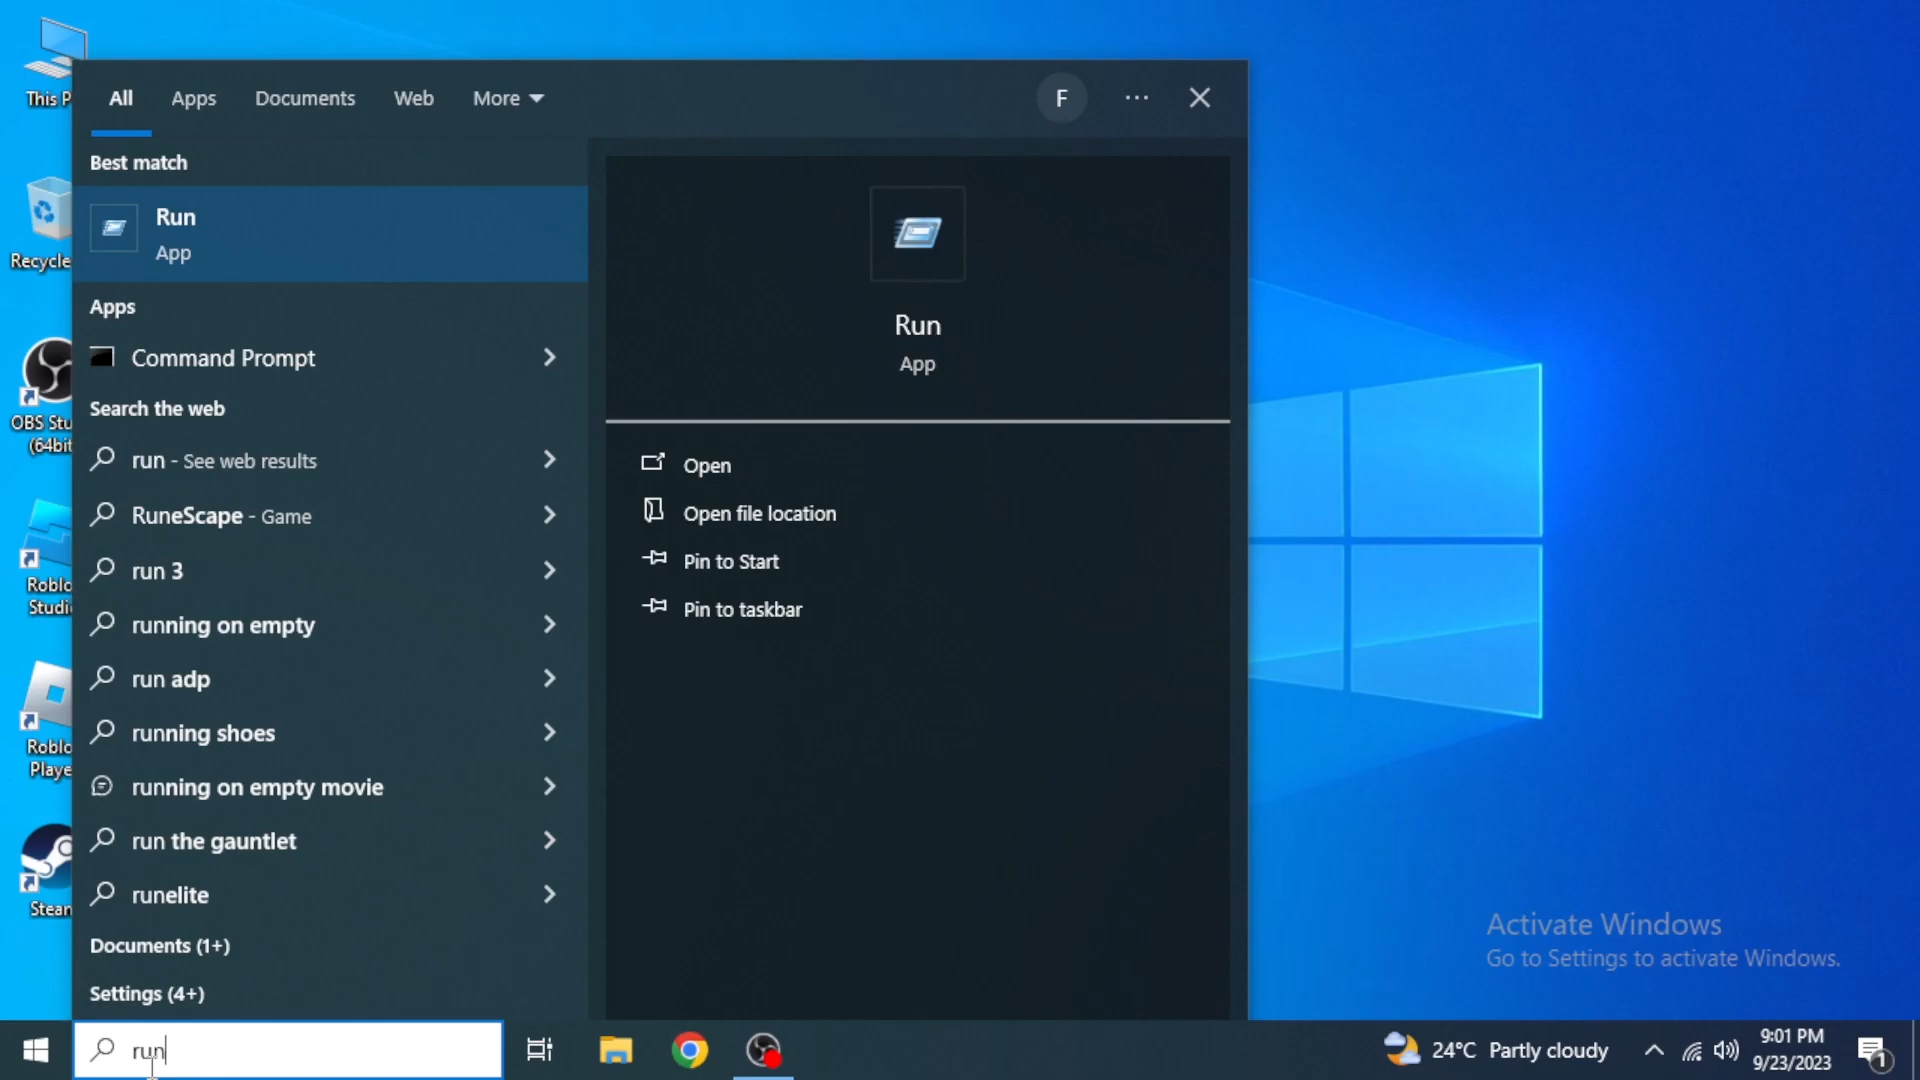 This P
Recycle
OBS Stu
(64bit
Roblo
Studi
Roblo
Playe
Stean
All Apps Documents Web More F
Best match
Run
App
Apps
Command Prompt
Search the web
run - See web results
RuneScape - Game
run 3
running on empty
run adp
running shoes
running on empty movie
run the gauntlet
runelite
Documents (1+)
Settings (4+)
Run
App
Open
Open file location
Pin to Start
Pin to taskbar
Activate Windows
Go to Settings to activate Windows.
run
24°C Partly cloudy
9:01 PM
9/23/2023
1